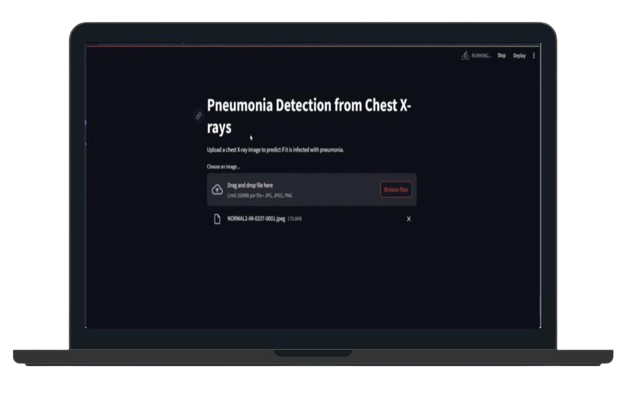 RUNNING... Stop Deploy
Pneumonia Detection from Chest X-
rays
Upload a chest X-ray image to predict if it is infected with pneumonia.
Choose an image...
Drag and drop file here
Limit 200MB per file • JPG, JPEG, PNG
Browse files
NORMAL2-IM-0337-0001.jpeg 178.8KB